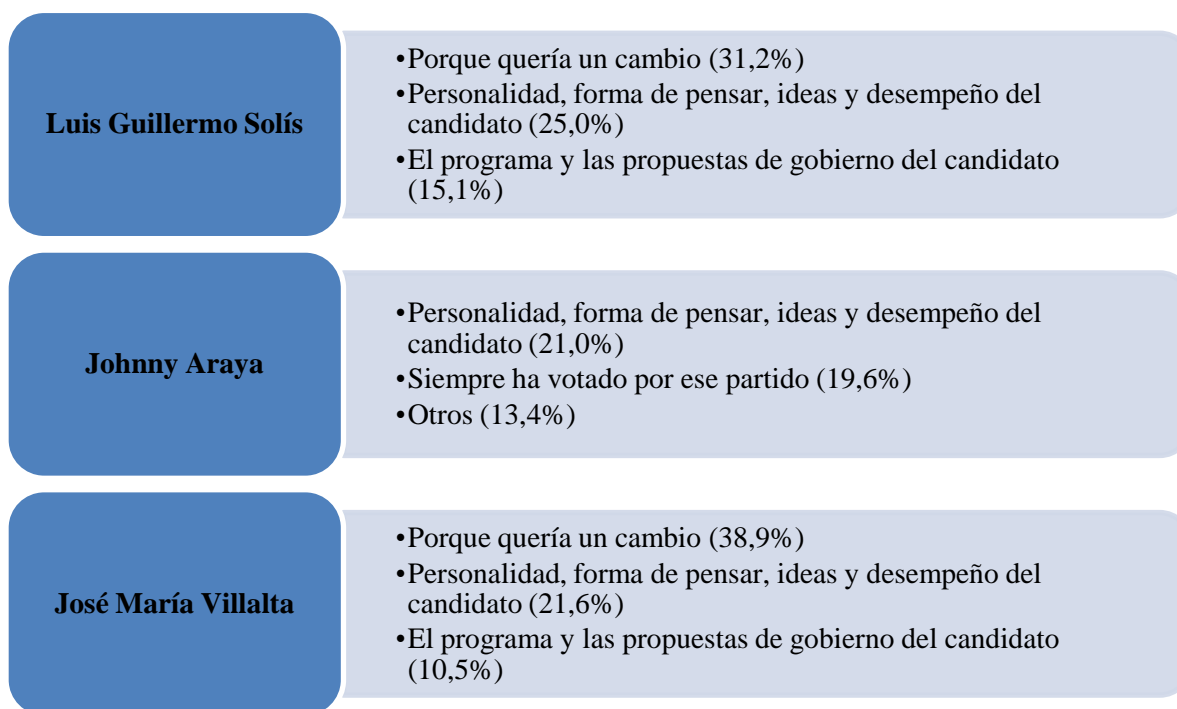 Luis Guillermo Solís
•Porque quería un cambio (31,2%)
•Personalidad, forma de pensar, ideas y desempeño del
candidato (25,0%)
•El programa y las propuestas de gobierno del candidato
(15,1%)
Johnny Araya
•Personalidad, forma de pensar, ideas y desempeño del
candidato (21,0%)
•Siempre ha votado por ese partido (19,6%)
•Otros (13,4%)
José María Villalta
•Porque quería un cambio (38,9%)
•Personalidad, forma de pensar, ideas y desempeño del
candidato (21,6%)
•El programa y las propuestas de gobierno del candidato
(10,5%)